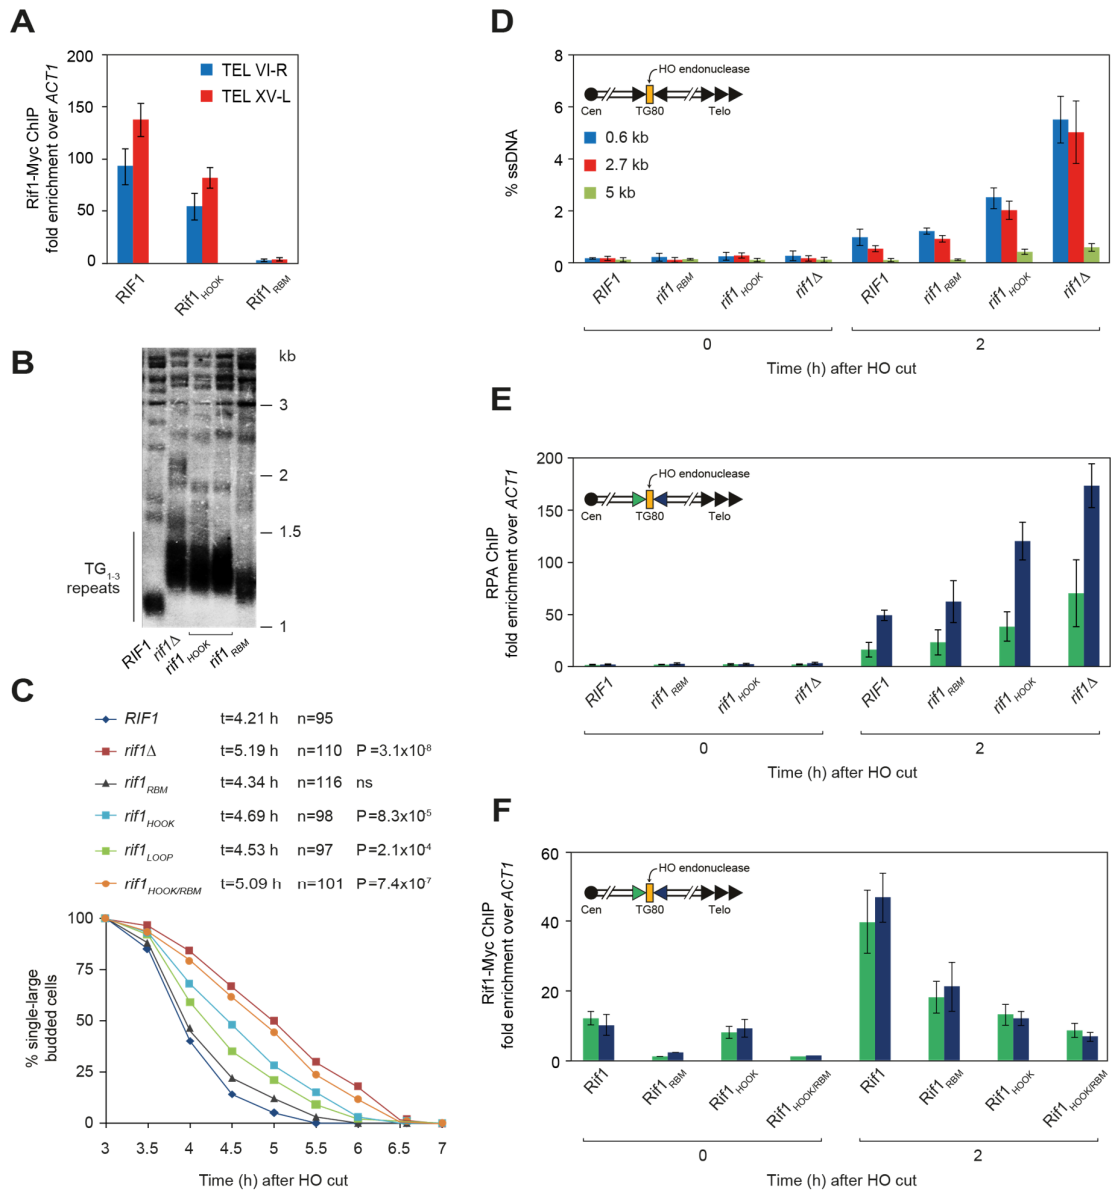 A
Rif1-Myc ChIP
fold enrichment over ACT1
200
150
100
50
0
TEL VI-R
TEL XV-L
RIF1
Rif1HOOK
Rif1RBM
B
kb
3
2
1.5
1
TG1-3
repeats
RIF1
rif1Δ
rif1HOOK
rif1RBM
C
RIF1 t=4.21 h n=95
rif1Δ t=5.19 h n=110 P =3.1x10⁸
rif1RBM t=4.34 h n=116 ns
rif1HOOK t=4.69 h n=98 P=8.3x10⁵
rif1LOOP t=4.53 h n=97 P=2.1x10⁴
rif1HOOK/RBM t=5.09 h n=101 P=7.4x10⁷
% single-large
budded cells
100
75
50
25
0
3 3.5 4 4.5 5 5.5 6 6.5 7
Time (h) after HO cut
D
% ssDNA
8
6
4
2
0
HO endonuclease
Cen TG80 Telo
0.6 kb
2.7 kb
5 kb
RIF1 rif1RBM rif1HOOK rif1Δ RIF1 rif1RBM rif1HOOK rif1Δ
0 2
Time (h) after HO cut
E
RPA ChIP
fold enrichment over ACT1
200
150
100
50
0
HO endonuclease
Cen TG80 Telo
RIF1 rif1RBM rif1HOOK rif1Δ RIF1 rif1RBM rif1HOOK rif1Δ
0 2
Time (h) after HO cut
F
Rif1-Myc ChIP
fold enrichment over ACT1
60
40
20
0
HO endonuclease
Cen TG80 Telo
Rif1 Rif1RBM Rif1HOOK Rif1HOOK/RBM Rif1 Rif1RBM Rif1HOOK Rif1HOOK/RBM
0 2
Time (h) after HO cut